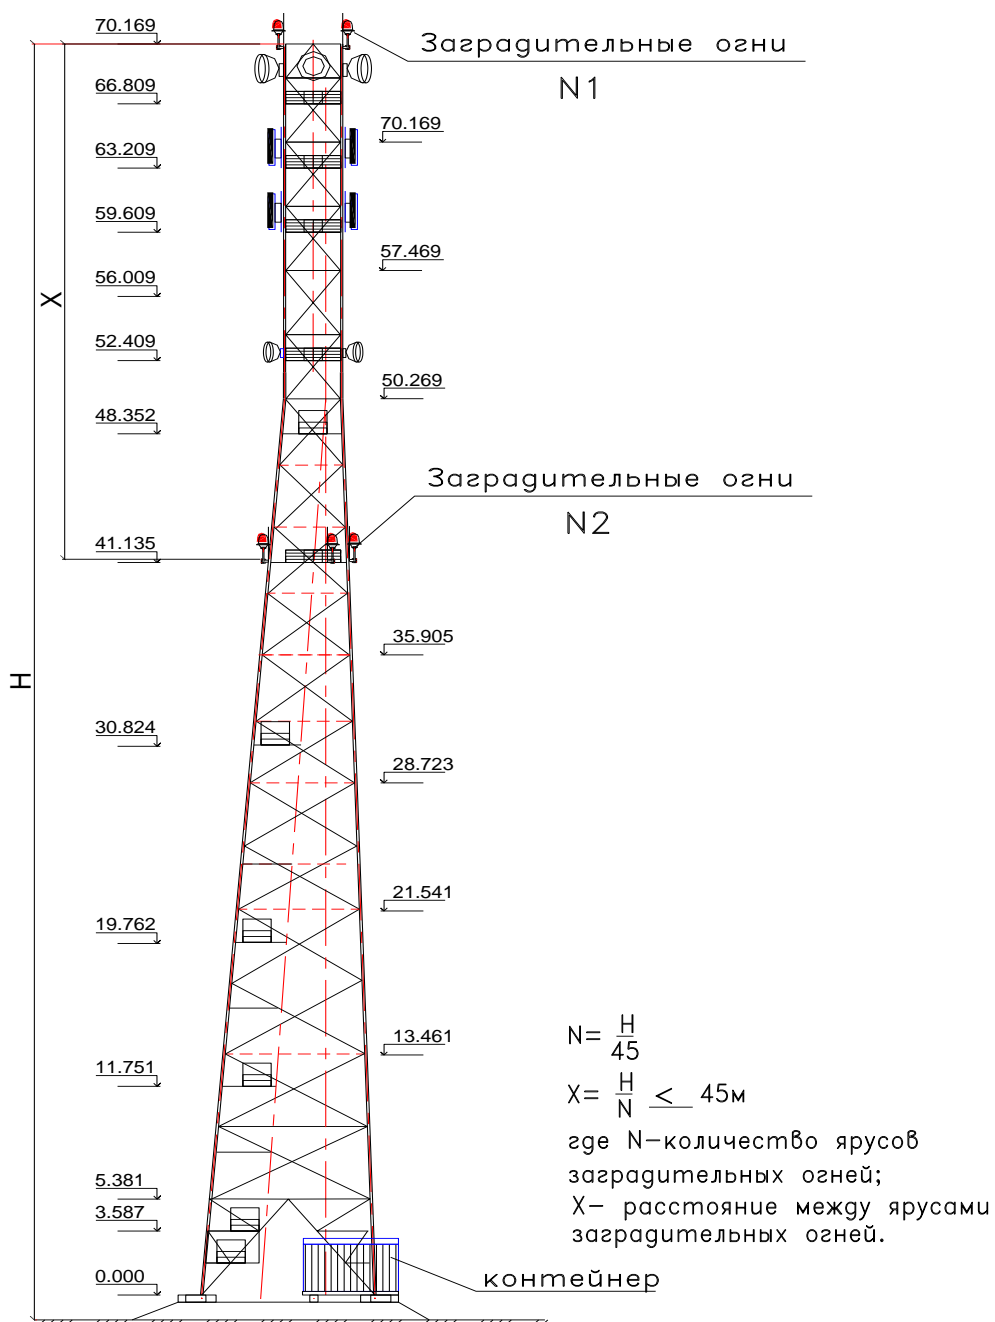 70.169
Заградительные огни
N1
66.809
70.169
63.209
59.609
57.469
56.009
X
52.409
50.269
48.352
Заградительные огни
N2
41.135
35.905
H
30.824
28.723
21.541
19.762
13.461
11.751
N= H/45
X= H/N < 45м
где N-количество ярусов
заградительных огней;
X- расстояние между ярусами
заградительных огней.
5.381
3.587
0.000
контейнер